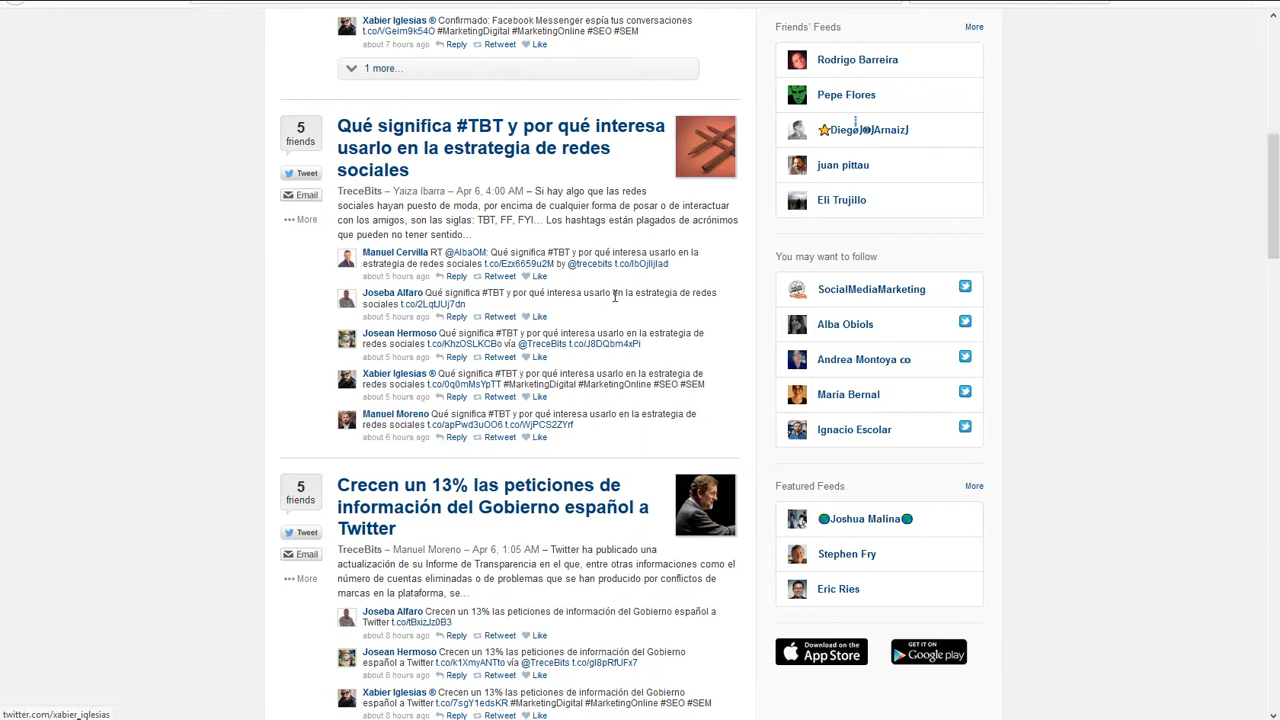 Xabier Iglesias ® Confirmado: Facebook Messenger espía tus conversaciones
t.co/VGeim9k54O #MarketingDigital #MarketingOnline #SEO #SEM
about 7 hours ago Reply Retweet Like
1 more...
5
friends
Tweet
Email
••• More
Qué significa #TBT y por qué interesa
usarlo en la estrategia de redes
sociales
TreceBits – Yaiza Ibarra – Apr 6, 4:00 AM – Si hay algo que las redes
sociales hayan puesto de moda, por encima de cualquier forma de posar o de interactuar
con los amigos, son las siglas: TBT, FF, FYI... Los hashtags están plagados de acrónimos
que pueden no tener sentido...
Manuel Cervilla RT @AlbaOM: Qué significa #TBT y por qué interesa usarlo en la
estrategia de redes sociales t.co/Ezx6659u2M by @trecebits t.co/IbOjlIjIad
about 5 hours ago Reply Retweet Like
Joseba Alfaro Qué significa #TBT y por qué interesa usarlo en la estrategia de redes
sociales t.co/2LqtJUj7dn
about 5 hours ago Reply Retweet Like
Josean Hermoso Qué significa #TBT y por qué interesa usarlo en la estrategia de
redes sociales t.co/KhzOSLKCBo vía @TreceBits t.co/J8DQbm4xPi
about 5 hours ago Reply Retweet Like
Xabier Iglesias ® Qué significa #TBT y por qué interesa usarlo en la estrategia de
redes sociales t.co/0q0mMsYpTT #MarketingDigital #MarketingOnline #SEO #SEM
about 5 hours ago Reply Retweet Like
Manuel Moreno Qué significa #TBT y por qué interesa usarlo en la estrategia de
redes sociales t.co/apPwd3uOO6 t.co/WjPCS2ZYrf
about 6 hours ago Reply Retweet Like
5
friends
Tweet
Email
••• More
Crecen un 13% las peticiones de
información del Gobierno español a
Twitter
TreceBits – Manuel Moreno – Apr 6, 1:05 AM – Twitter ha publicado una
actualización de su Informe de Transparencia en el que, entre otras informaciones como el
número de cuentas eliminadas o de problemas que se han producido por conflictos de
marcas en la plataforma, se...
Joseba Alfaro Crecen un 13% las peticiones de información del Gobierno español a
Twitter t.co/tBxizJz0B3
about 8 hours ago Reply Retweet Like
Josean Hermoso Crecen un 13% las peticiones de información del Gobierno
español a Twitter t.co/k1XmyANTto vía @TreceBits t.co/gI8pRfUFx7
about 8 hours ago Reply Retweet Like
Xabier Iglesias ® Crecen un 13% las peticiones de información del Gobierno
español a Twitter t.co/7sgY1edsKR #MarketingDigital #MarketingOnline #SEO #SEM
about 8 hours ago Reply Retweet Like
Friends' Feeds More
Rodrigo Barreira
Pepe Flores
juan pittau
Eli Trujillo
You may want to follow
SocialMediaMarketing
Alba Obiols
Andrea Montoya co
María Bernal
Ignacio Escolar
Featured Feeds More
Joshua Malina
Stephen Fry
Eric Ries
Download on the
App Store
GET IT ON
Google play
twitter.com/xabier_iglesias